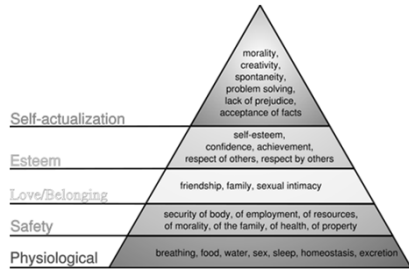 morality,
creativity,
spontaneity,
problem solving,
lack of prejudice,
acceptance of facts
Self-actualization
self-esteem,
confidence, achievement,
respect of others, respect by others
Esteem
friendship, family, sexual intimacy
Love/Belonging
security of body, of employment, of resources,
of morality, of the family, of health, of property
Safety
Physiological
breathing, food, water, sex, sleep, homeostasis, excretion